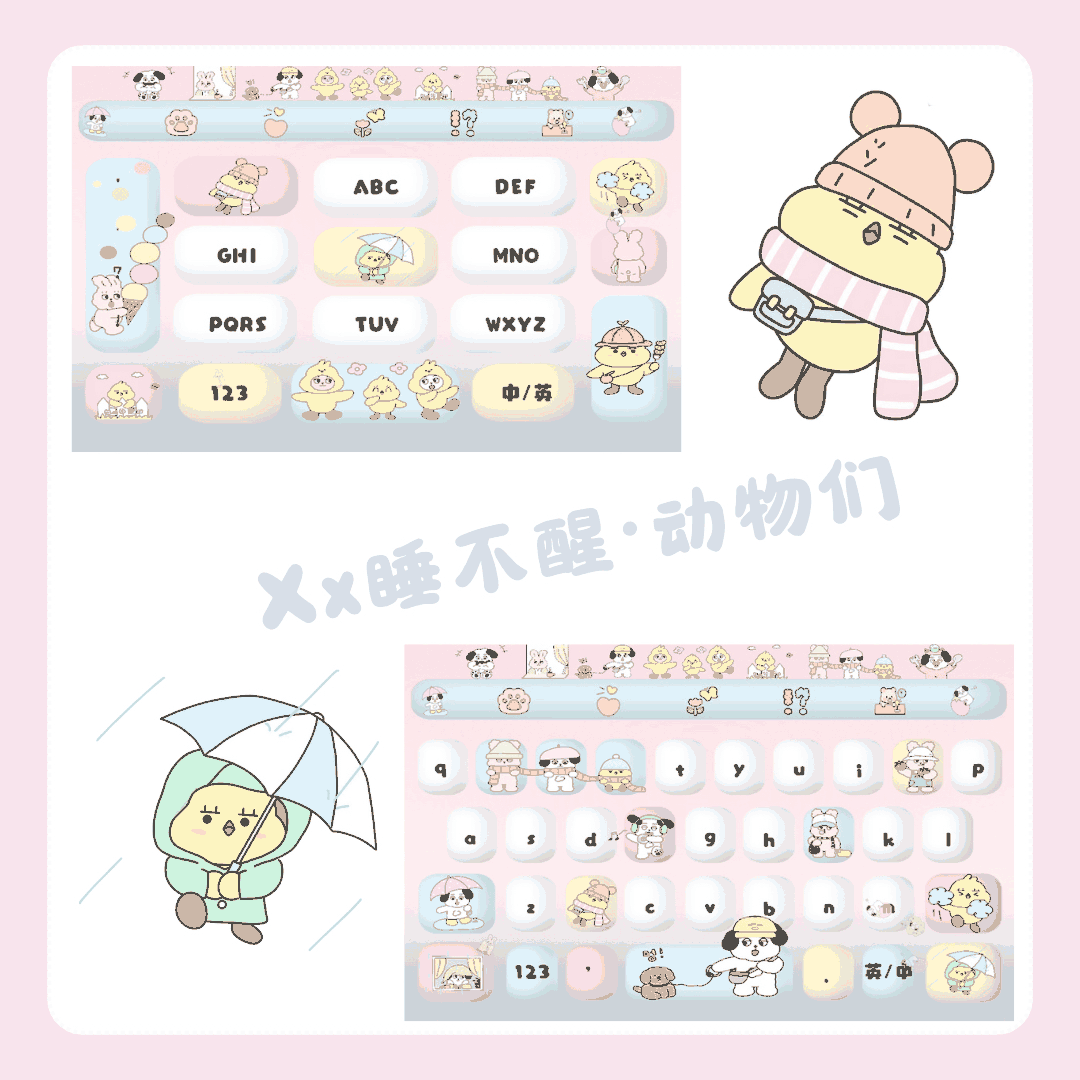 ABC DEF
GHI MNO
PQRS TUV WXYZ
123 中/英
Xx睡不醒·动物们
q t y u i p
a s d g h k l
z c v b n m
멍!
123 , . 英/中